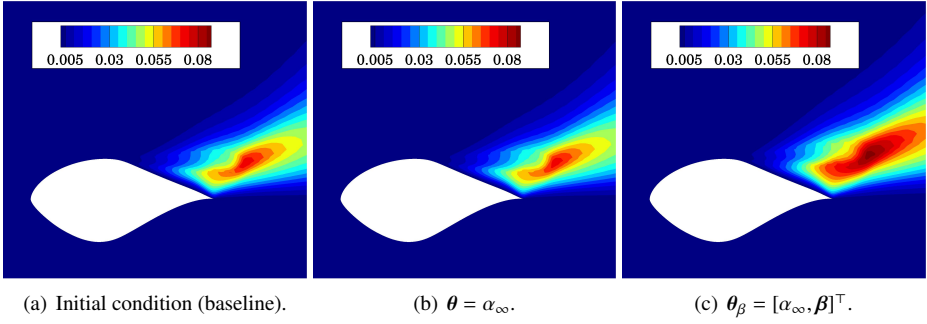 0.005 0.03 0.055 0.08
0.005 0.03 0.055 0.08
0.005 0.03 0.055 0.08
(a) Initial condition (baseline).
(b) θ = α∞.
(c) θβ = [α∞, β]⊤.